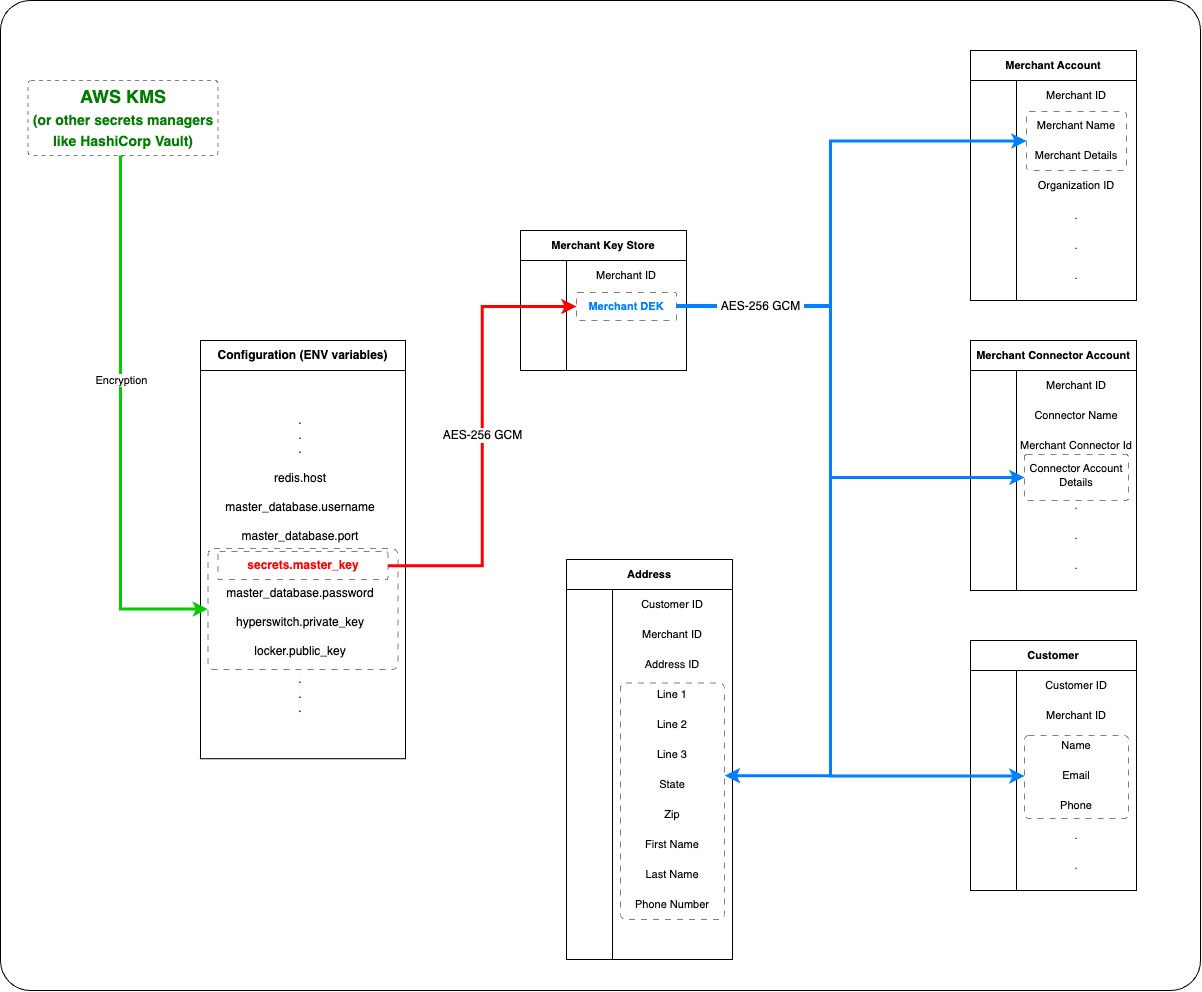 AWS KMS
(or other secrets managers
like HashiCorp Vault)
Encryption
Configuration (ENV variables)
.
.
.
redis.host
master_database.username
master_database.port
secrets.master_key
master_database.password
hyperswitch.private_key
locker.public_key
.
.
.
AES-256 GCM
Merchant Key Store
Merchant ID
Merchant DEK
AES-256 GCM
Merchant Account
Merchant ID
Merchant Name
Merchant Details
Organization ID
.
.
.
Merchant Connector Account
Merchant ID
Connector Name
Merchant Connector Id
Connector Account
Details
.
.
.
Address
Customer ID
Merchant ID
Address ID
Line 1
Line 2
Line 3
State
Zip
First Name
Last Name
Phone Number
Customer
Customer ID
Merchant ID
Name
Email
Phone
.
.